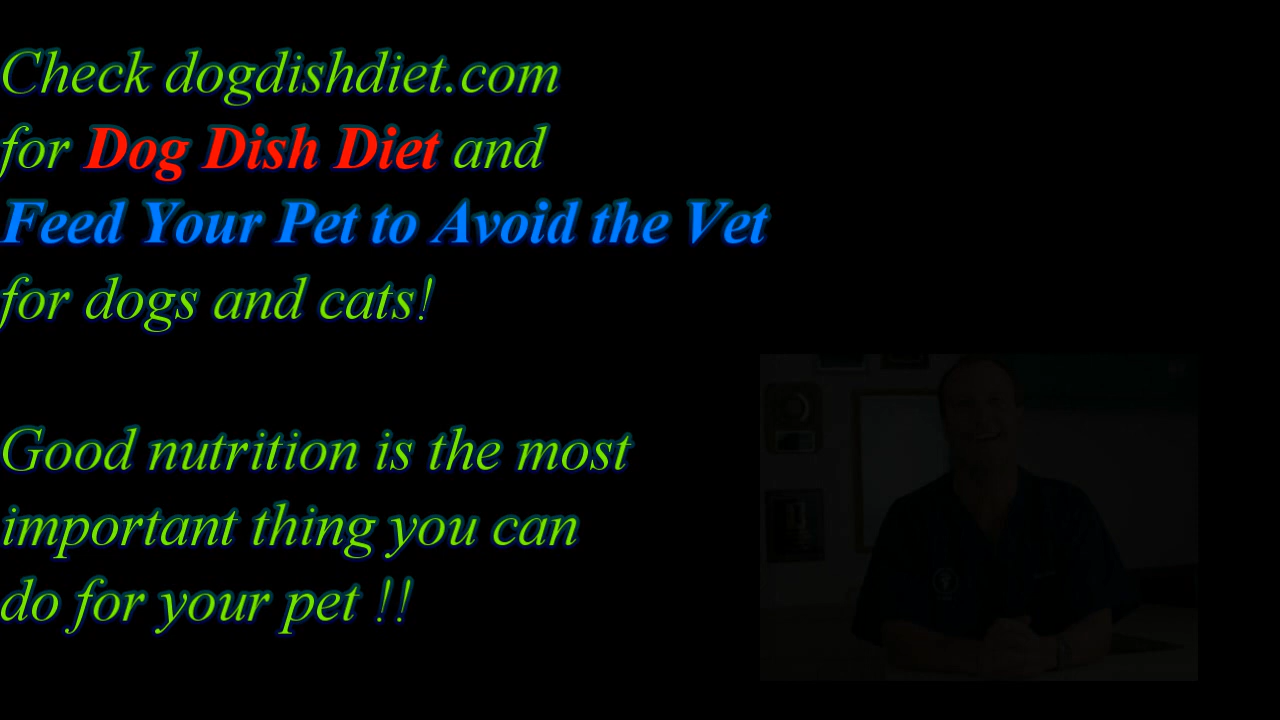 Check dogdishdiet.com
for Dog Dish Diet and
Feed Your Pet to Avoid the Vet
for dogs and cats!
Good nutrition is the most
important thing you can
do for your pet !!